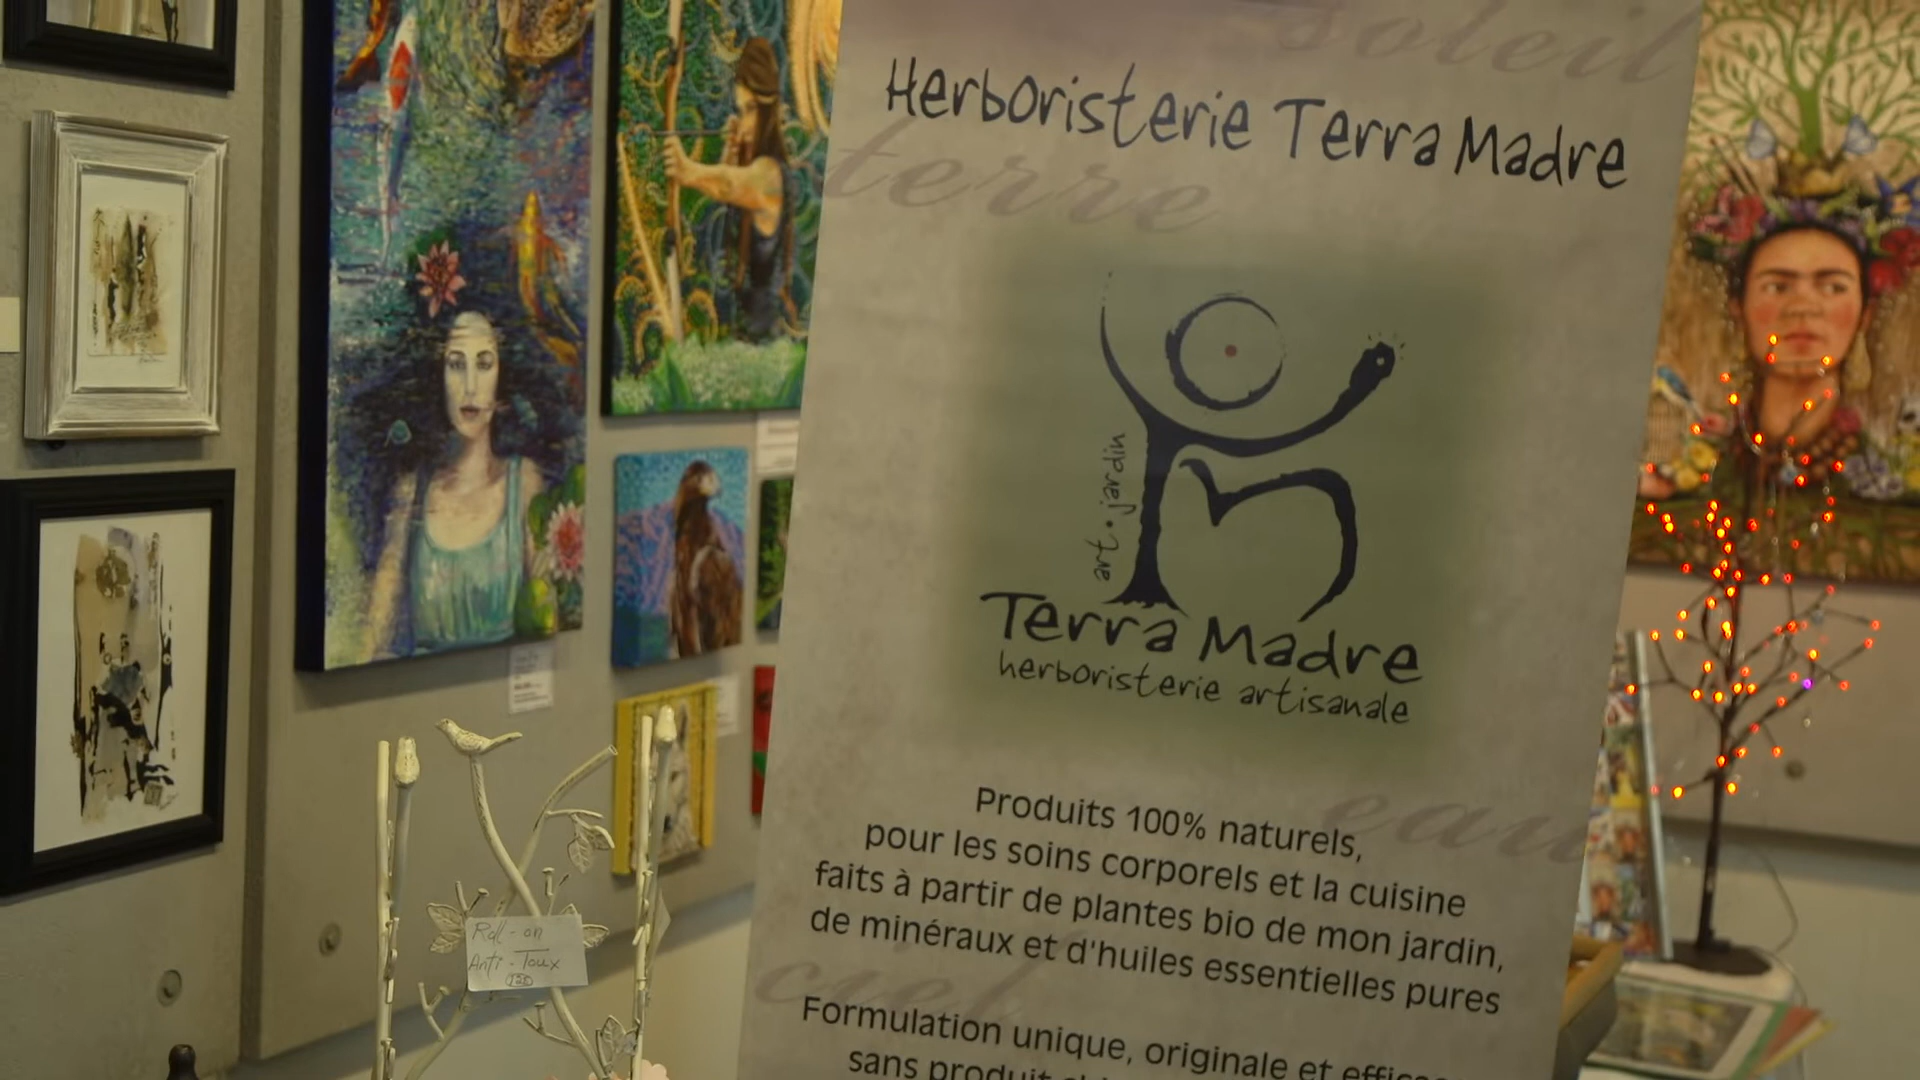 soleil
Herboristerie Terra Madre
terre
art • jardin
Terra Madre
herboristerie artisanale
eau
Produits 100% naturels,
pour les soins corporels et la cuisine
faits à partir de plantes bio de mon jardin,
de minéraux et d'huiles essentielles pures
ciel
Formulation unique, originale et
sans produit
Roll-on
Anti-Toux